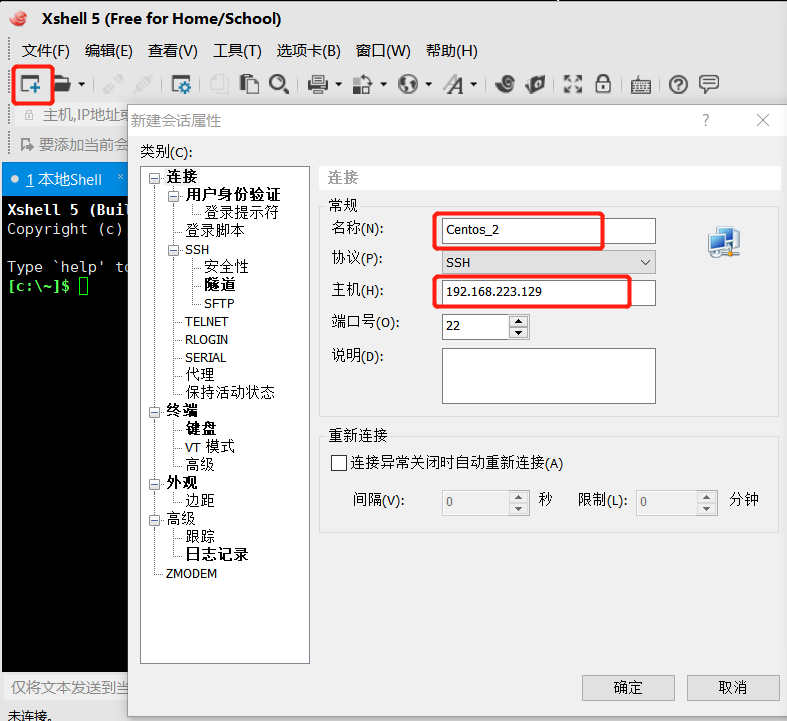 Xshell 5 (Free for Home/School)
文件(F) 编辑(E) 查看(V) 工具(T) 选项卡(B) 窗口(W) 帮助(H)
主机,IP地址或
要添加当前会
1 本地Shell ×
Xshell 5 (Buil
Copyright (c)
Type `help' to
[c:\~]$
新建会话属性
?
类别(C):
连接
用户身份验证
登录提示符
登录脚本
SSH
安全性
隧道
SFTP
TELNET
RLOGIN
SERIAL
代理
保持活动状态
终端
键盘
VT 模式
高级
外观
边距
高级
跟踪
日志记录
ZMODEM
连接
常规
名称(N): Centos_2
协议(P): SSH
主机(H): 192.168.223.129
端口号(O): 22
说明(D):
重新连接
连接异常关闭时自动重新连接(A)
间隔(V): 0 秒 限制(L): 0 分钟
确定 取消
仅将文本发送到当
未连接。